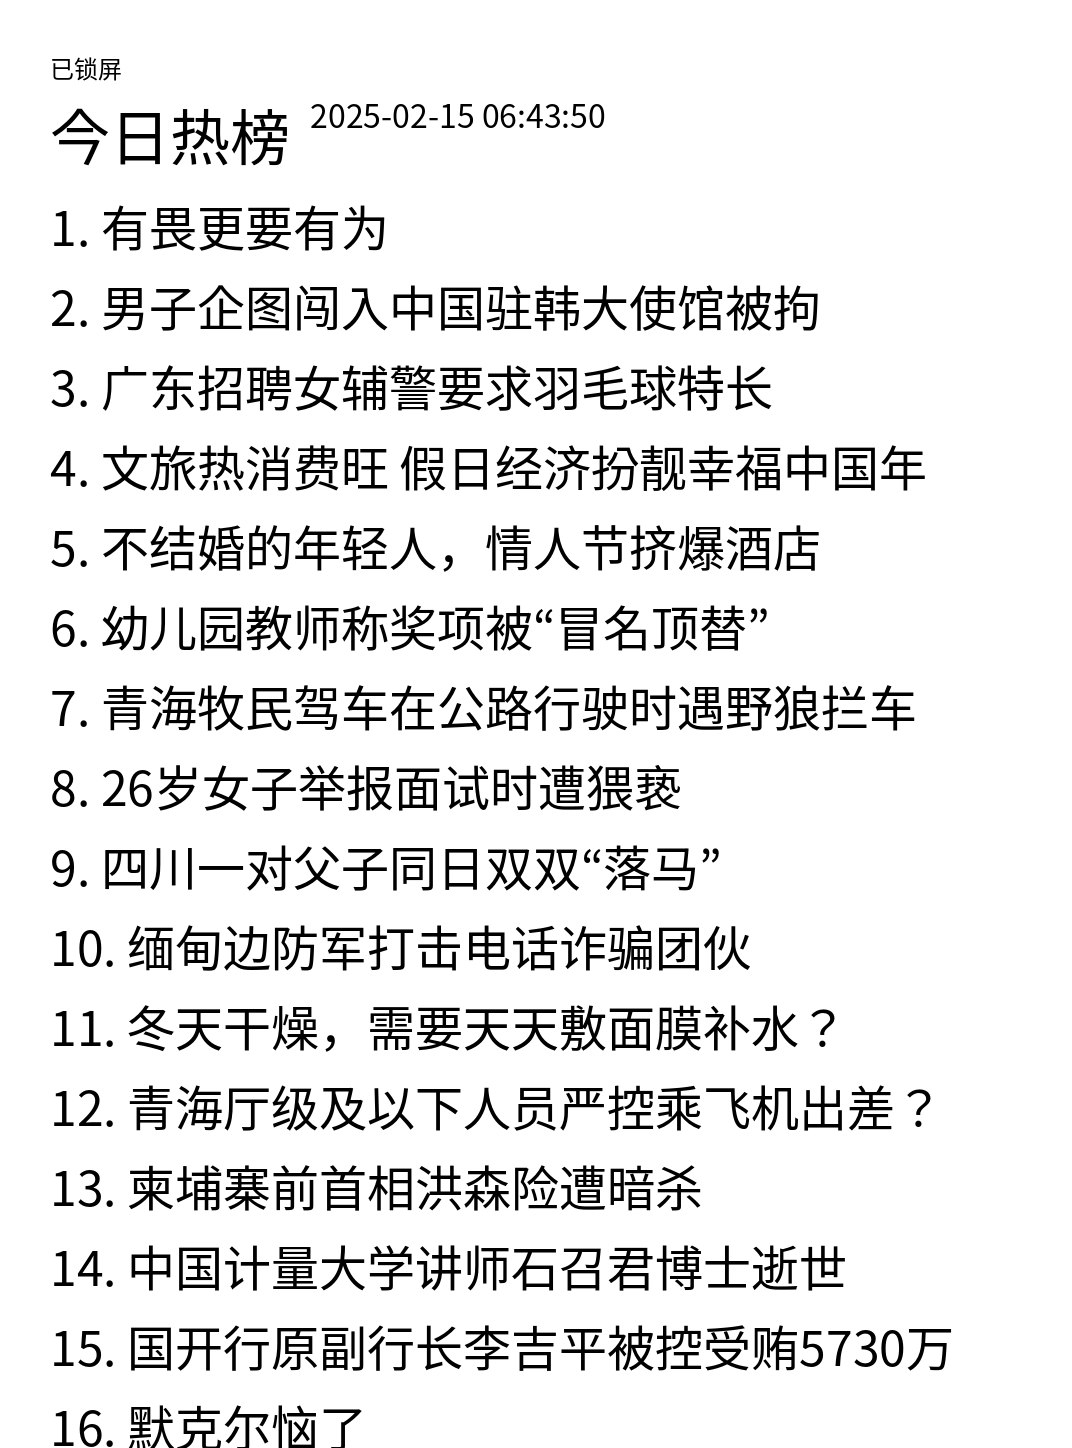 已锁屏
今日热榜 2025-02-15 06:43:50
1. 有畏更要有为
2. 男子企图闯入中国驻韩大使馆被拘
3. 广东招聘女辅警要求羽毛球特长
4. 文旅热消费旺 假日经济扮靓幸福中国年
5. 不结婚的年轻人，情人节挤爆酒店
6. 幼儿园教师称奖项被“冒名顶替”
7. 青海牧民驾车在公路行驶时遇野狼拦车
8. 26岁女子举报面试时遭猥亵
9. 四川一对父子同日双双“落马”
10. 缅甸边防军打击电话诈骗团伙
11. 冬天干燥，需要天天敷面膜补水？
12. 青海厅级及以下人员严控乘飞机出差？
13. 柬埔寨前首相洪森险遭暗杀
14. 中国计量大学讲师石召君博士逝世
15. 国开行原副行长李吉平被控受贿5730万
16. 默克尔恼了